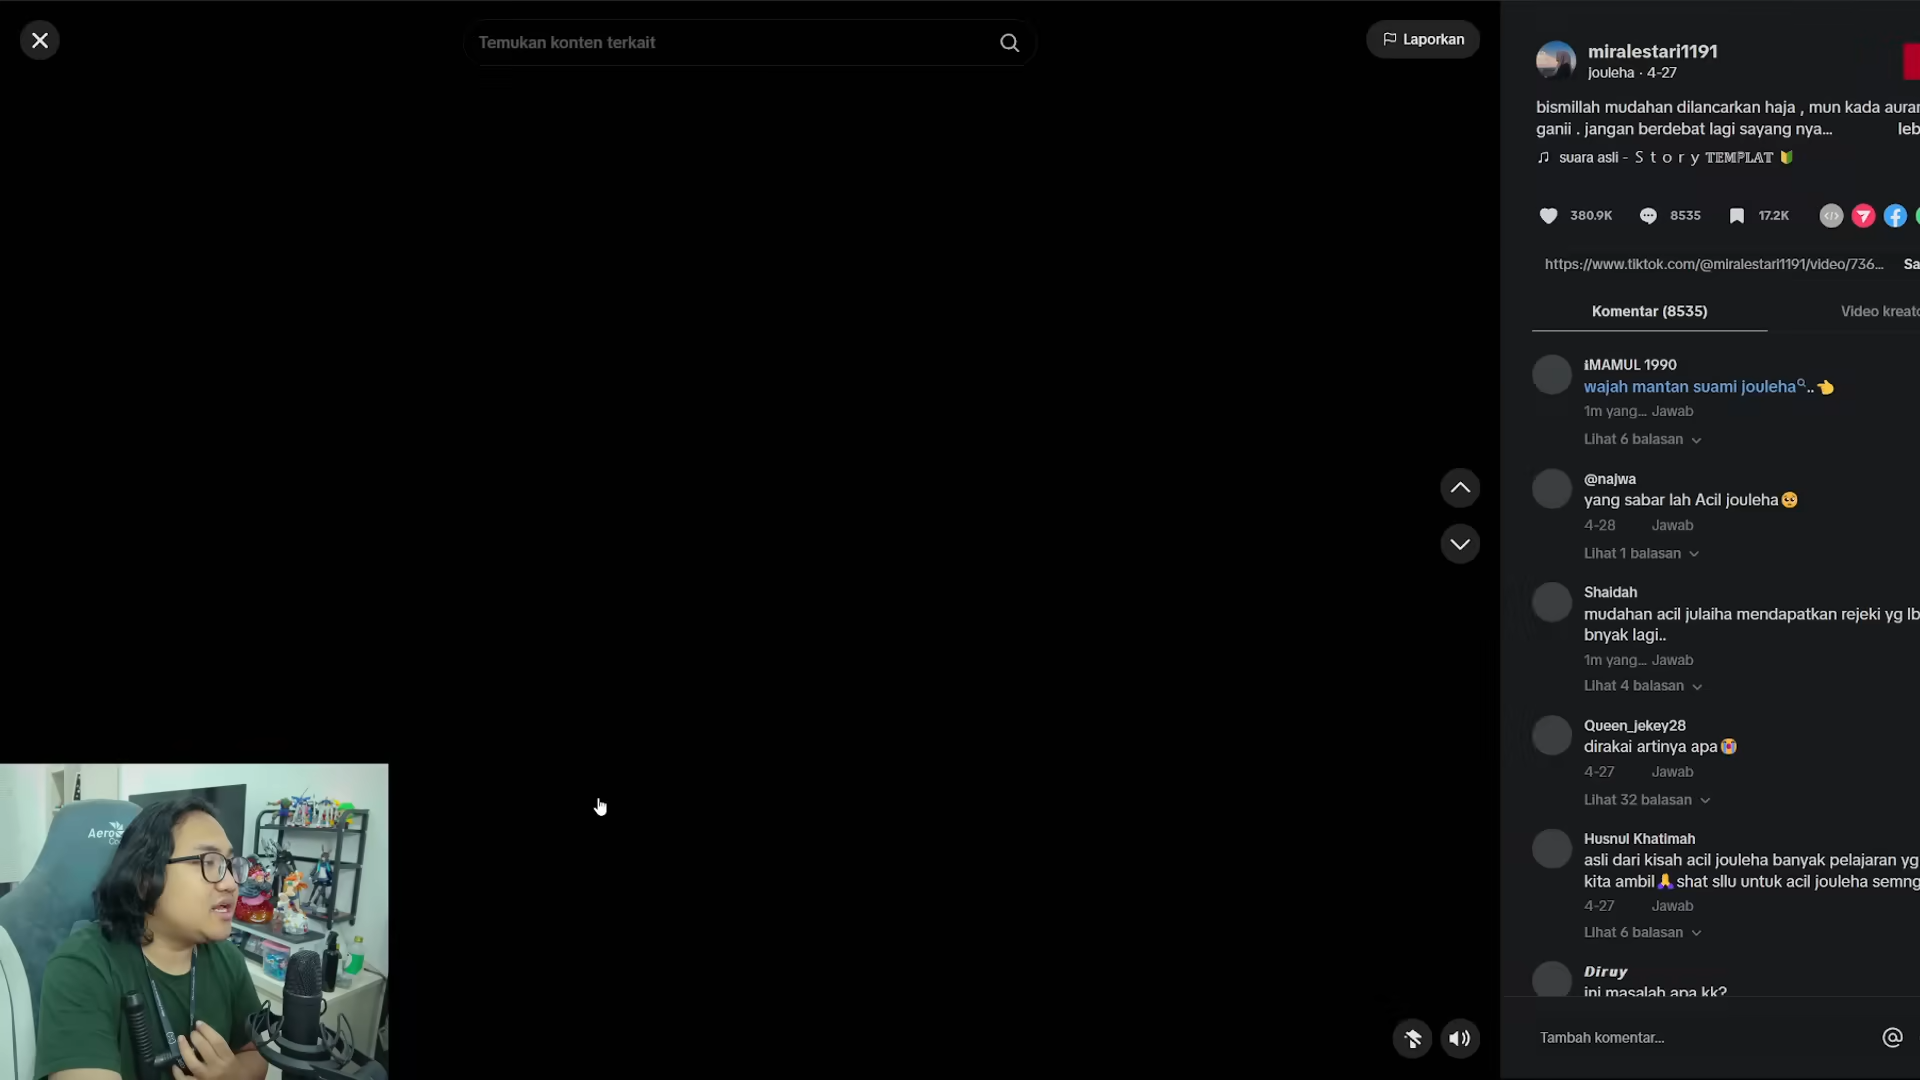 Temukan konten terkait
Laporkan
miralestari1191
jouleha · 4-27
bismillah mudahan dilancarkan haja , mun kada auran
ganii . jangan berdebat lagi sayang nya...
♫ suara asli - S t o r y 𝕋𝔼𝕄ℙ𝕃𝔸𝕋 🔰
380.9K
8535
17.2K
https://www.tiktok.com/@miralestari1191/video/736...
Komentar (8535)
Video kreato
iMAMUL 1990
wajah mantan suami jouleha..👈
1m yang... Jawab
Lihat 6 balasan
@najwa
yang sabar lah Acil jouleha🥺
4-28 Jawab
Lihat 1 balasan
Shaidah
mudahan acil julaiha mendapatkan rejeki yg lb
bnyak lagi..
1m yang... Jawab
Lihat 4 balasan
Queen_jekey28
dirakai artinya apa😭
4-27 Jawab
Lihat 32 balasan
Husnul Khatimah
asli dari kisah acil jouleha banyak pelajaran yg
kita ambil🙏shat sllu untuk acil jouleha semng
4-27 Jawab
Lihat 6 balasan
Diruy
ini masalah apa kk?
Tambah komentar...
Aero